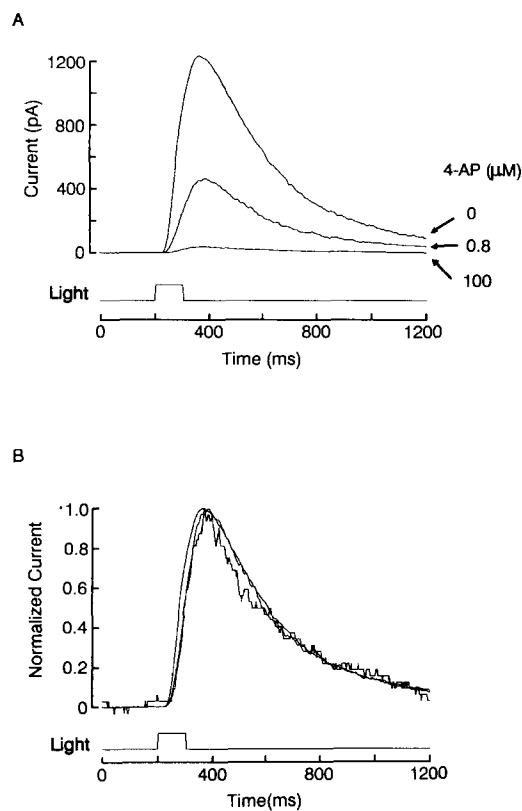 A
1200
800
400
0
Current (pA)
4-AP (μM)
0
0.8
100
Light
0 400 800 1200
Time (ms)
B
1.0
0.8
0.6
0.4
0.2
0
Normalized Current
Light
0 400 800 1200
Time(ms)